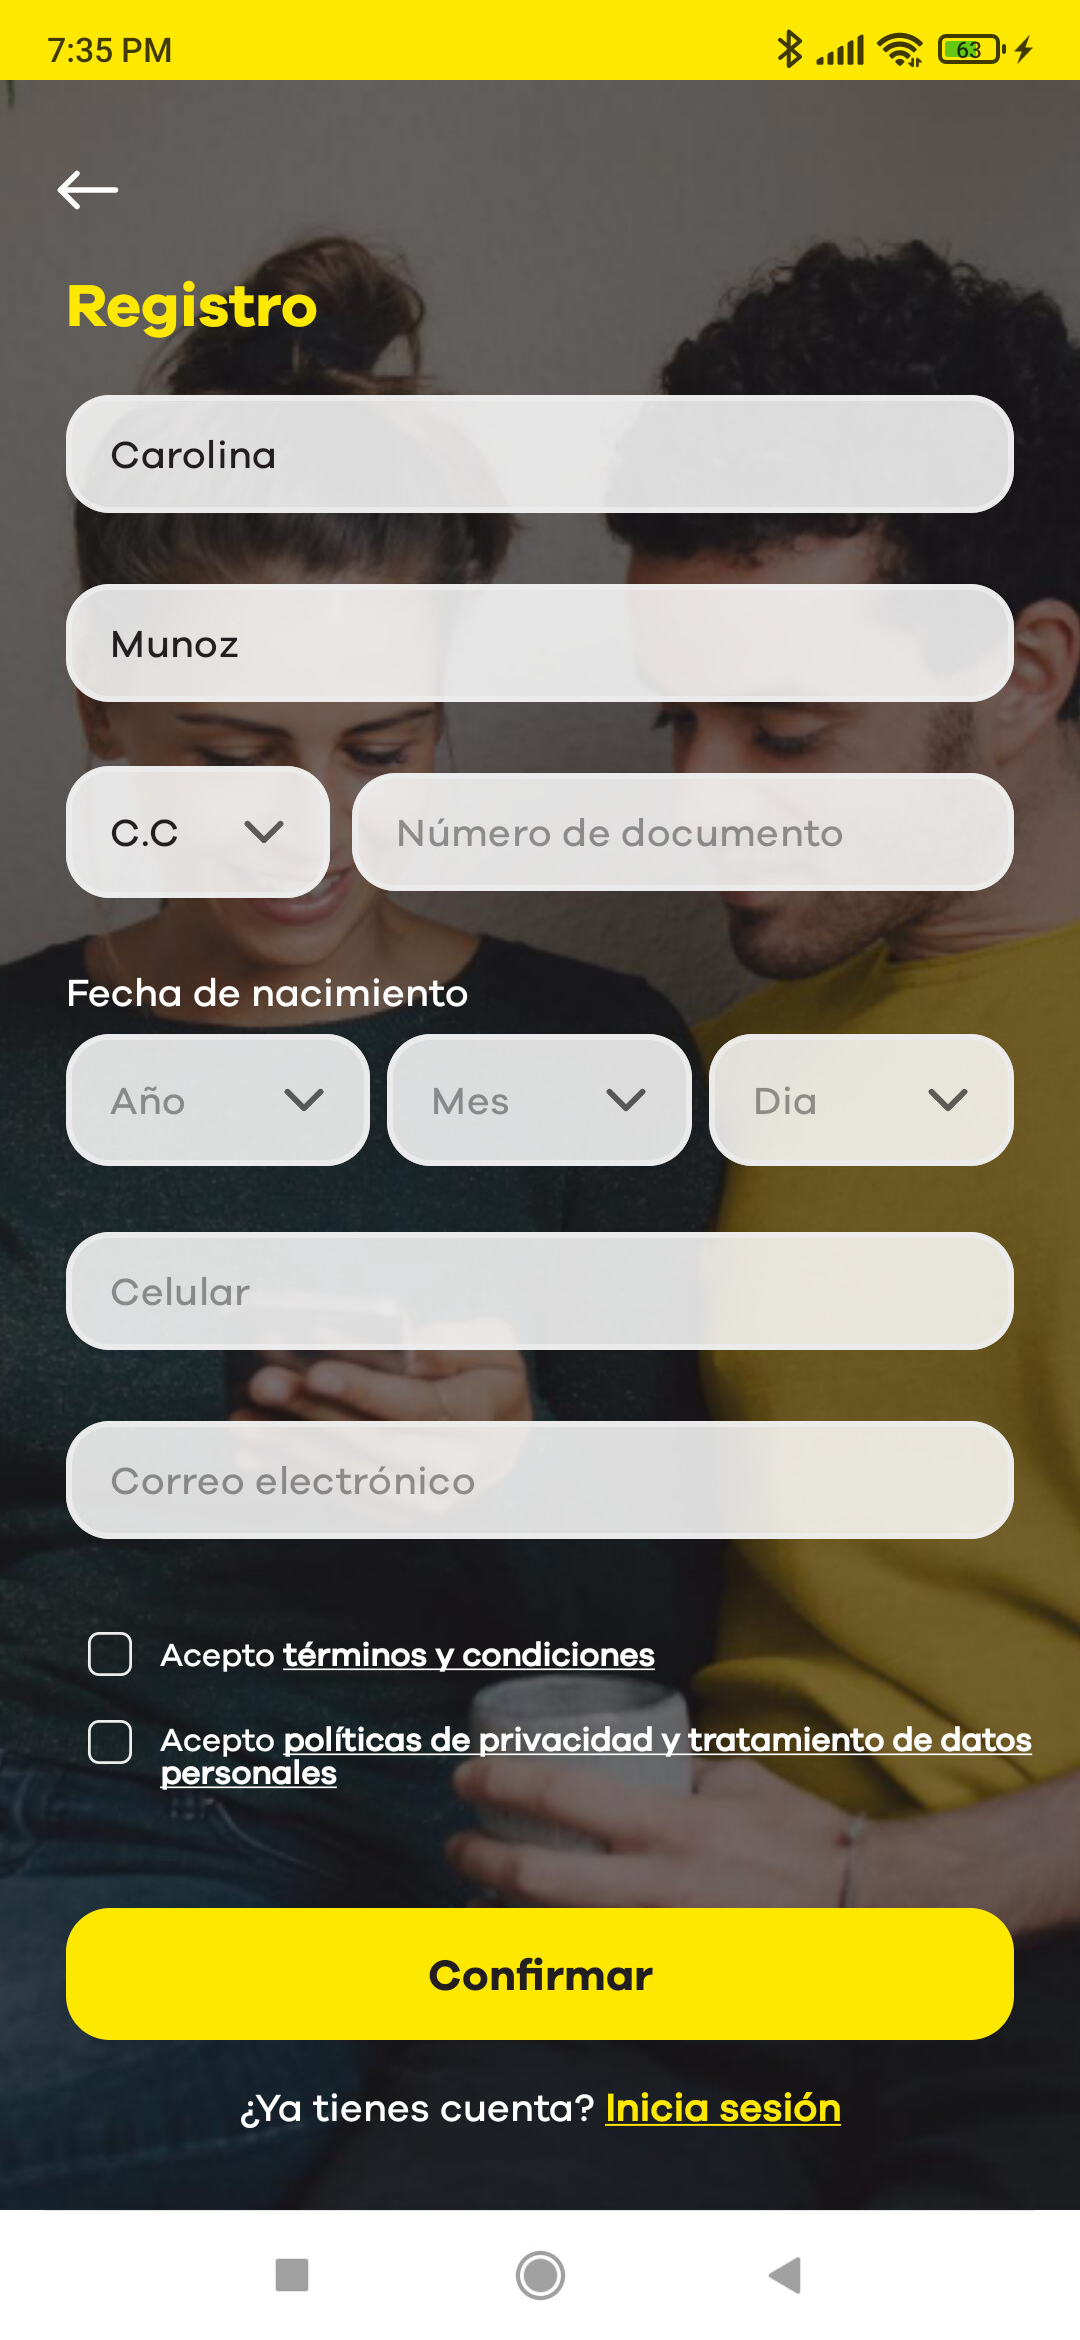 7:35 PM
63
Registro
Carolina
Munoz
C.C
Número de documento
Fecha de nacimiento
Año
Mes
Dia
Celular
Correo electrónico
Acepto términos y condiciones
Acepto políticas de privacidad y tratamiento de datos
personales
Confirmar
¿Ya tienes cuenta? Inicia sesión